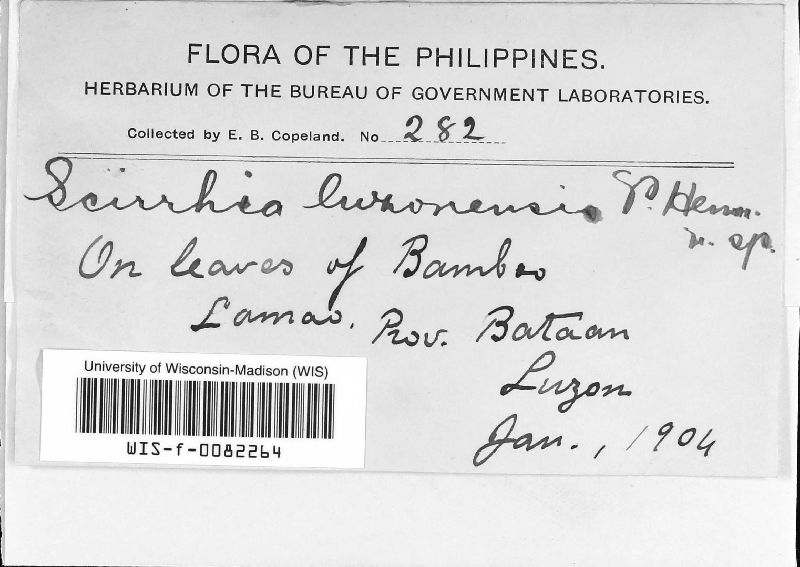 FLORA OF THE PHILIPPINES.
HERBARIUM OF THE BUREAU OF GOVERNMENT LABORATORIES.
Collected by E. B. Copeland. No 282
Scirrhia luzonensis P. Henn.
n. sp.
On leaves of Bamboo
Lamao. Prov. Bataan
Luzon
Jan., 1904
University of Wisconsin-Madison (WIS)
WIS-f-0082264